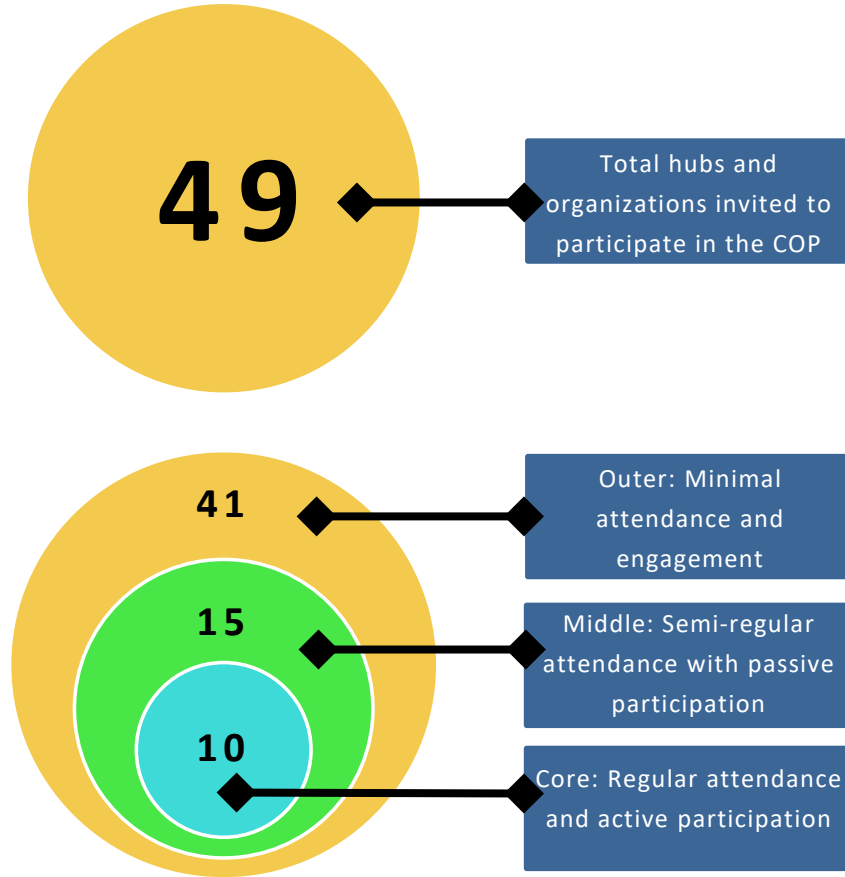 49
Total hubs and
organizations invited to
participate in the COP
41
Outer: Minimal
attendance and
engagement
15
Middle: Semi-regular
attendance with passive
participation
10
Core: Regular attendance
and active participation